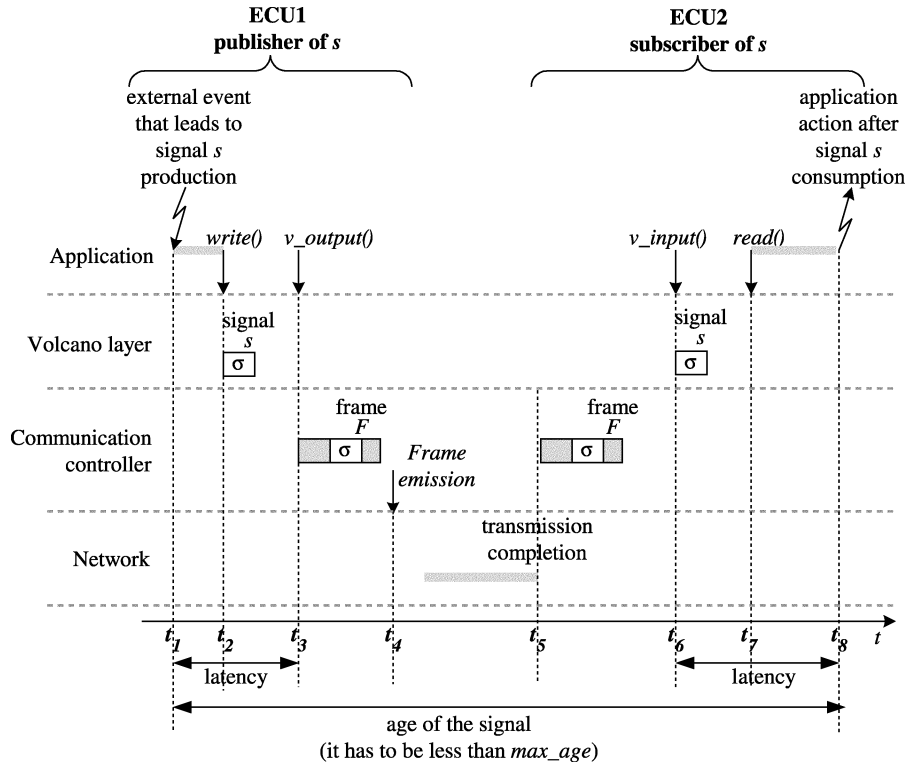 ECU1
publisher of s
ECU2
subscriber of s
external event
that leads to
signal s
production
application
action after
signal s
consumption
write()
v_output()
v_input()
read()
Application
signal
s
σ
signal
s
σ
Volcano layer
frame
F
σ
frame
F
σ
Communication
controller
Frame
emission
transmission
completion
Network
t1
t2
t3
t4
t5
t6
t7
t8
t
latency
latency
age of the signal
(it has to be less than max_age)